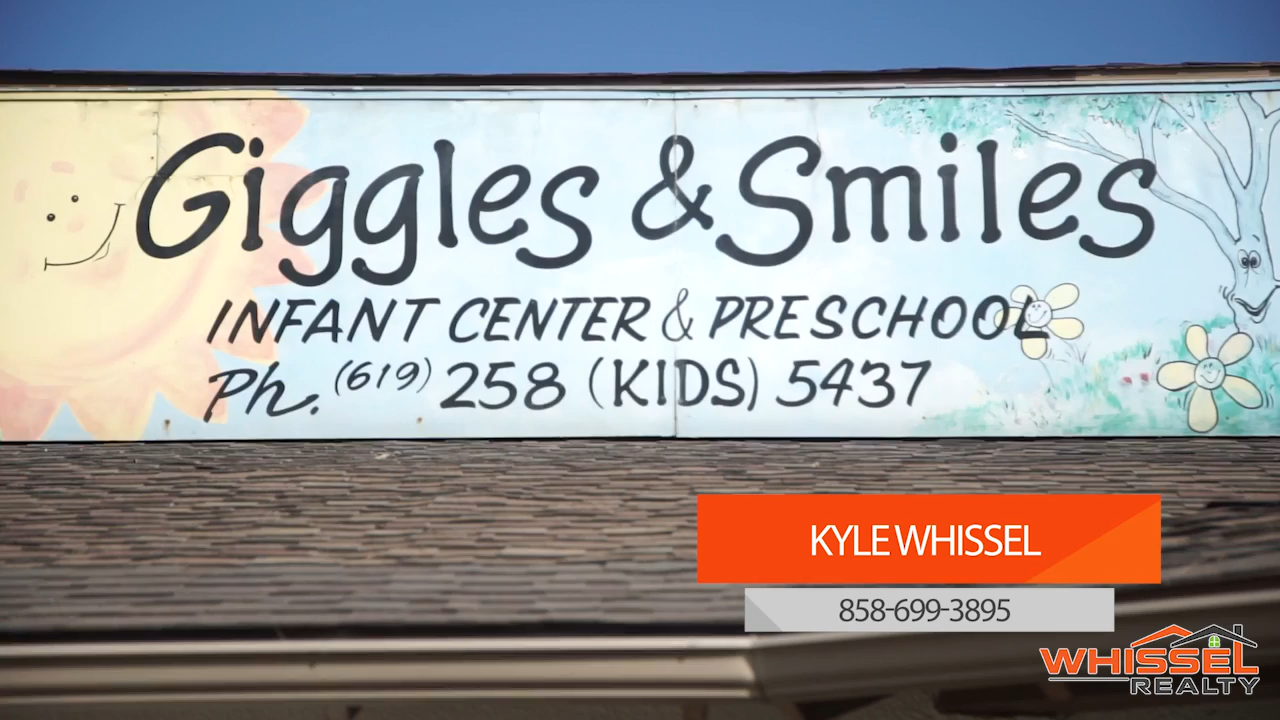 Giggles & Smiles
INFANT CENTER & PRESCHOOL
Ph. (619) 258 (KIDS) 5437
KYLE WHISSEL
858-699-3895
WHISSEL
REALTY